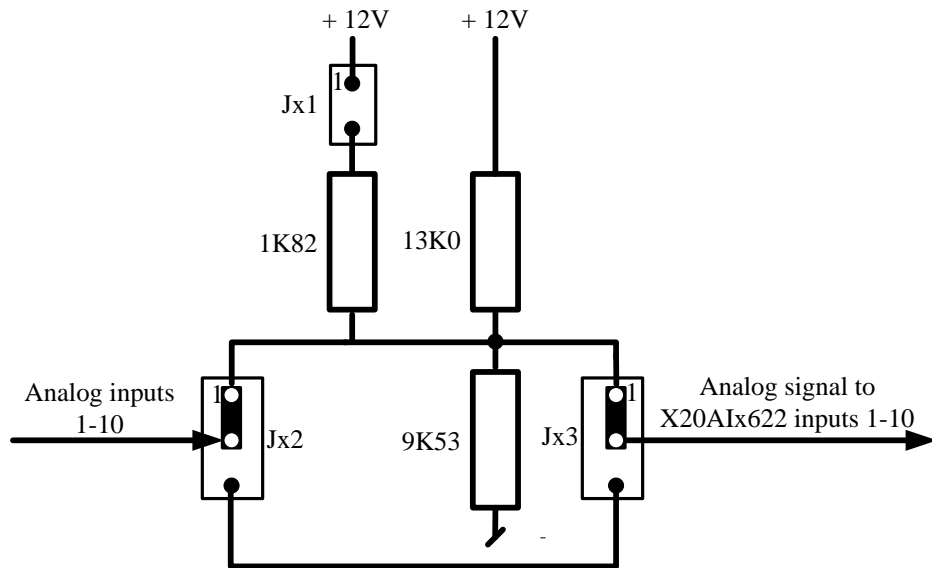 + 12V
+ 12V
1
Jx1
1K82
13K0
Analog inputs
1-10
1
Jx2
9K53
Jx3
1
Analog signal to
X20AIx622 inputs 1-10
-